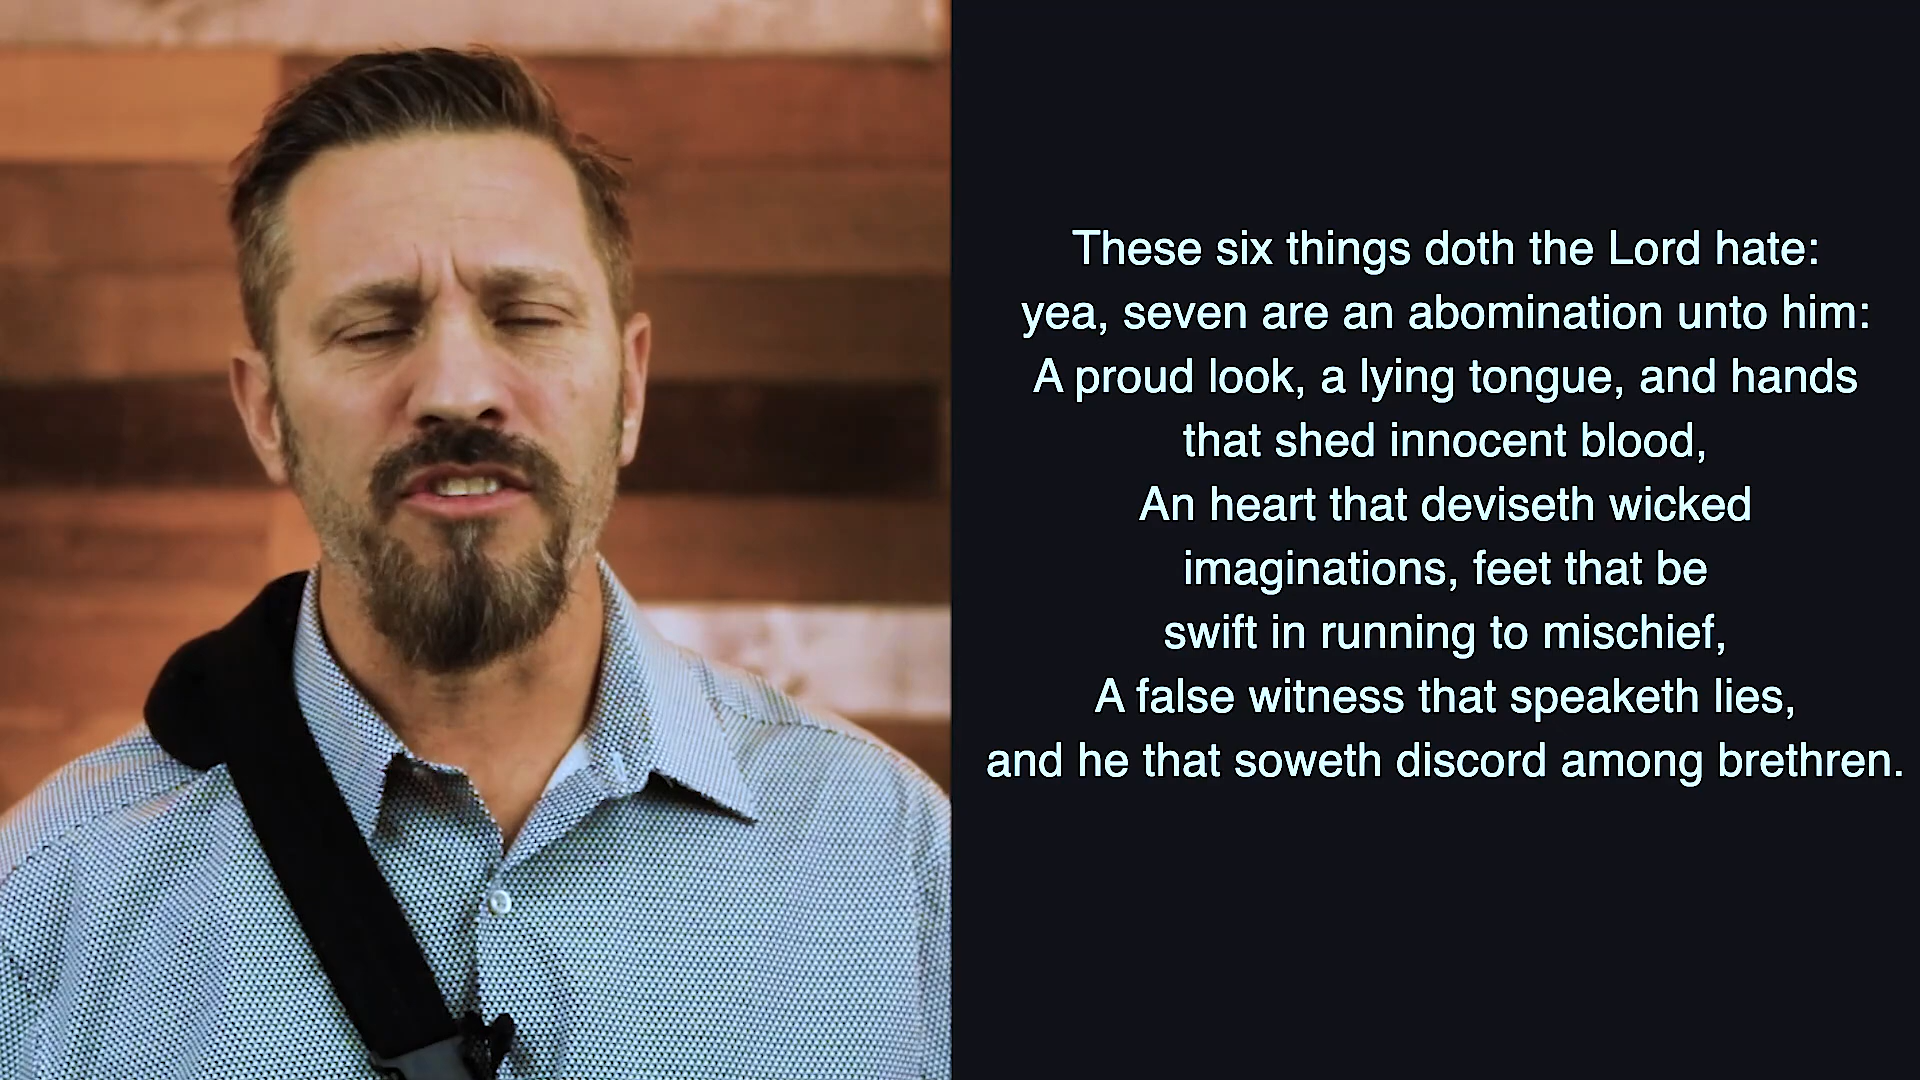 These six things doth the Lord hate:
yea, seven are an abomination unto him:
A proud look, a lying tongue, and hands
that shed innocent blood,
An heart that deviseth wicked
imaginations, feet that be
swift in running to mischief,
A false witness that speaketh lies,
and he that soweth discord among brethren.